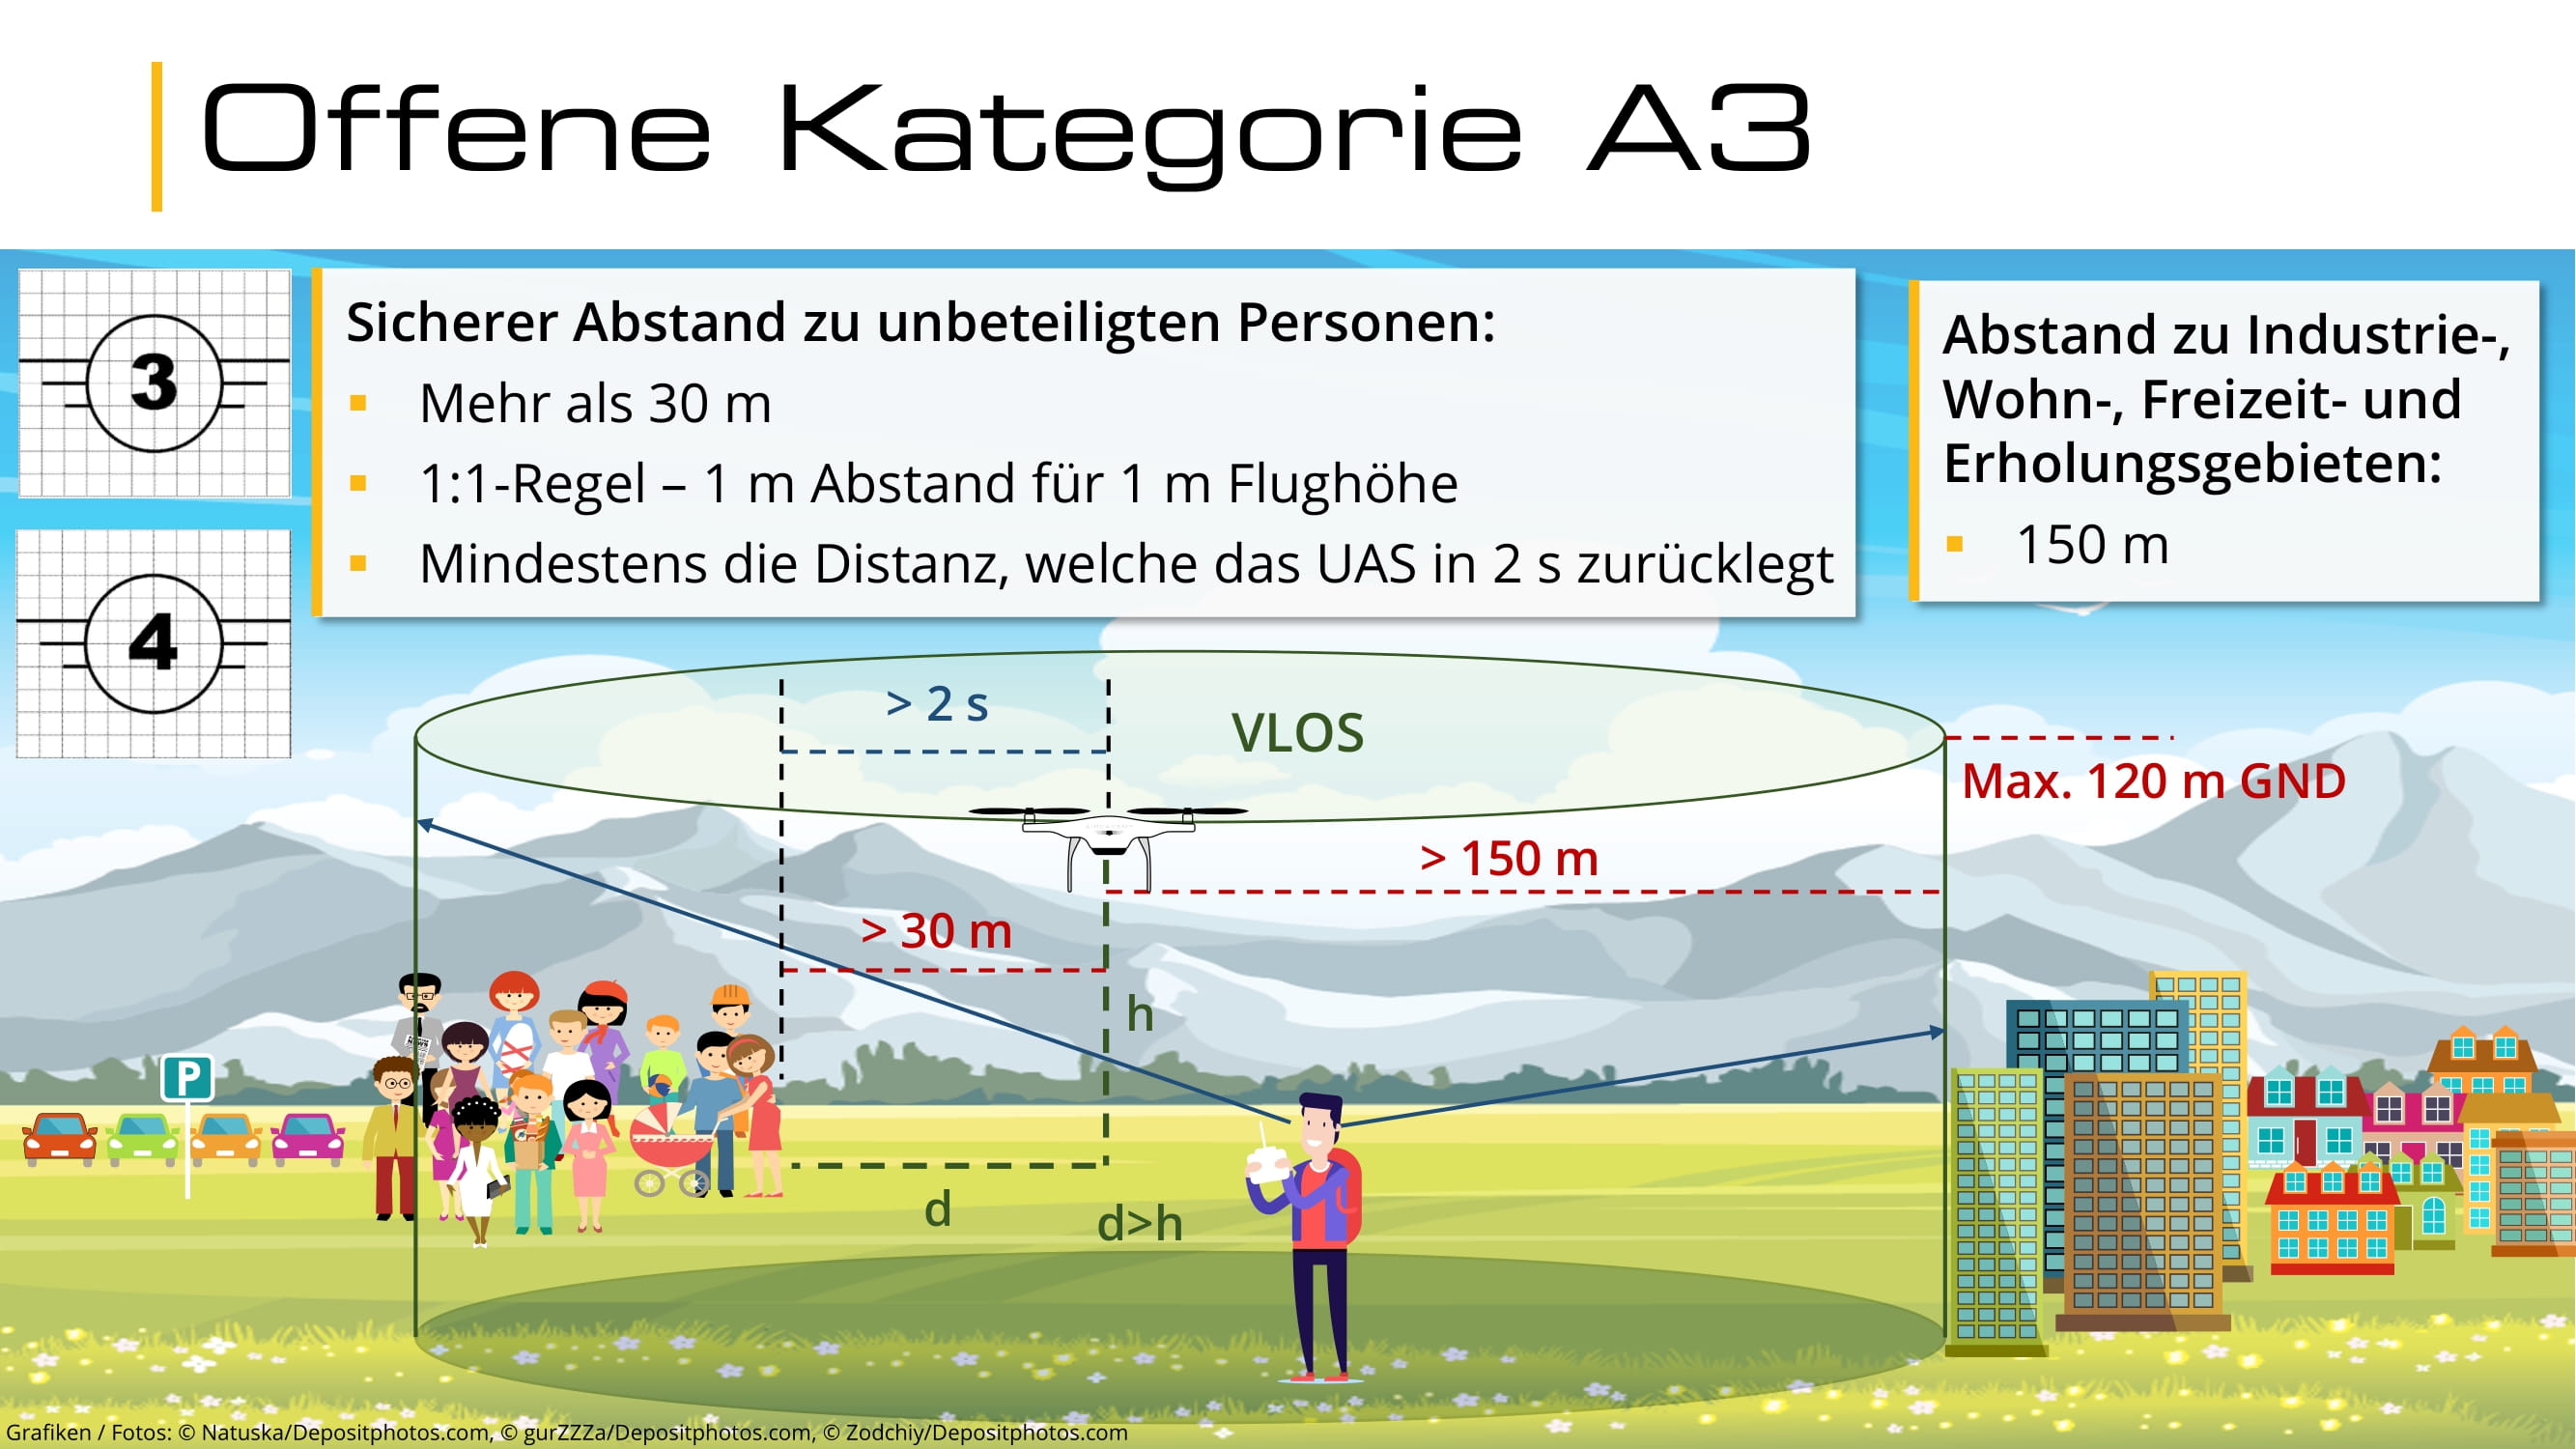 Offene Kategorie A3
3
4
Sicherer Abstand zu unbeteiligten Personen:
▪ Mehr als 30 m
▪ 1:1-Regel – 1 m Abstand für 1 m Flughöhe
▪ Mindestens die Distanz, welche das UAS in 2 s zurücklegt
Abstand zu Industrie-,
Wohn-, Freizeit- und
Erholungsgebieten:
▪ 150 m
> 2 s
VLOS
Max. 120 m GND
> 150 m
> 30 m
h
NEWS
P
d
d>h
Grafiken / Fotos: © Natuska/Depositphotos.com, © gurZZZa/Depositphotos.com, © Zodchiy/Depositphotos.com